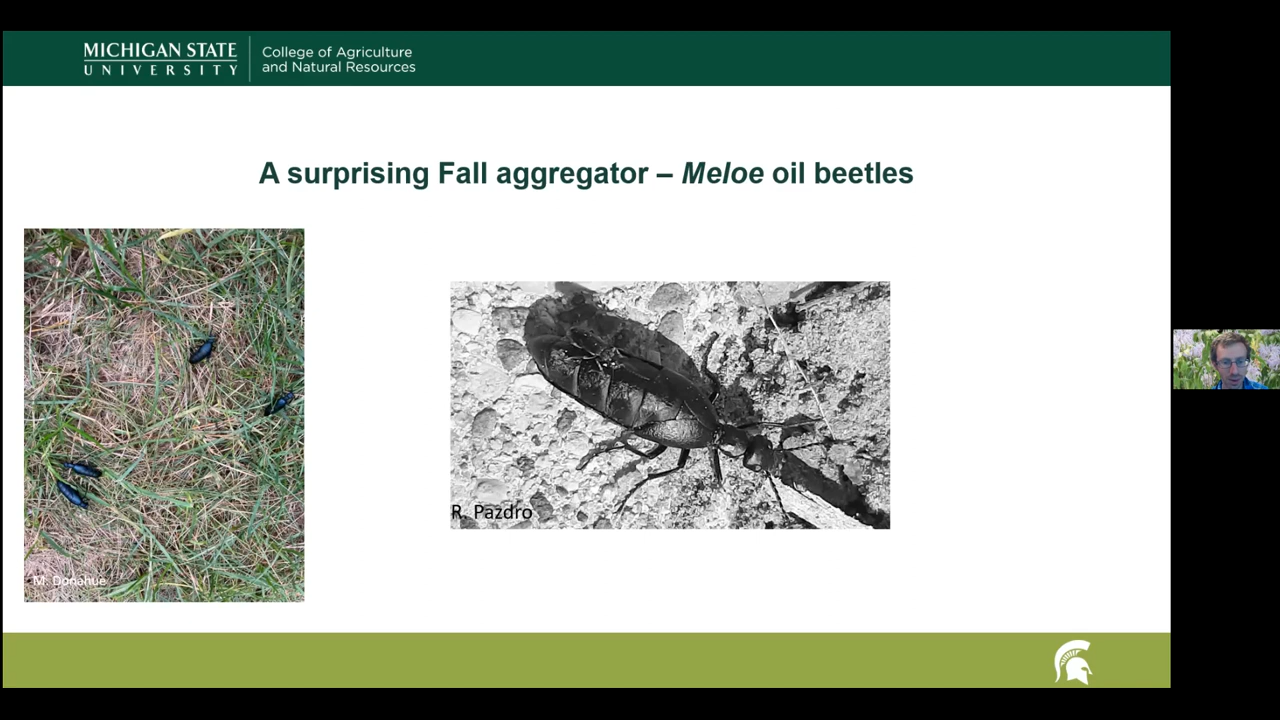 MICHIGAN STATE
UNIVERSITY
College of Agriculture
and Natural Resources
A surprising Fall aggregator – Meloe oil beetles
R. Pazdro
M. Donahue